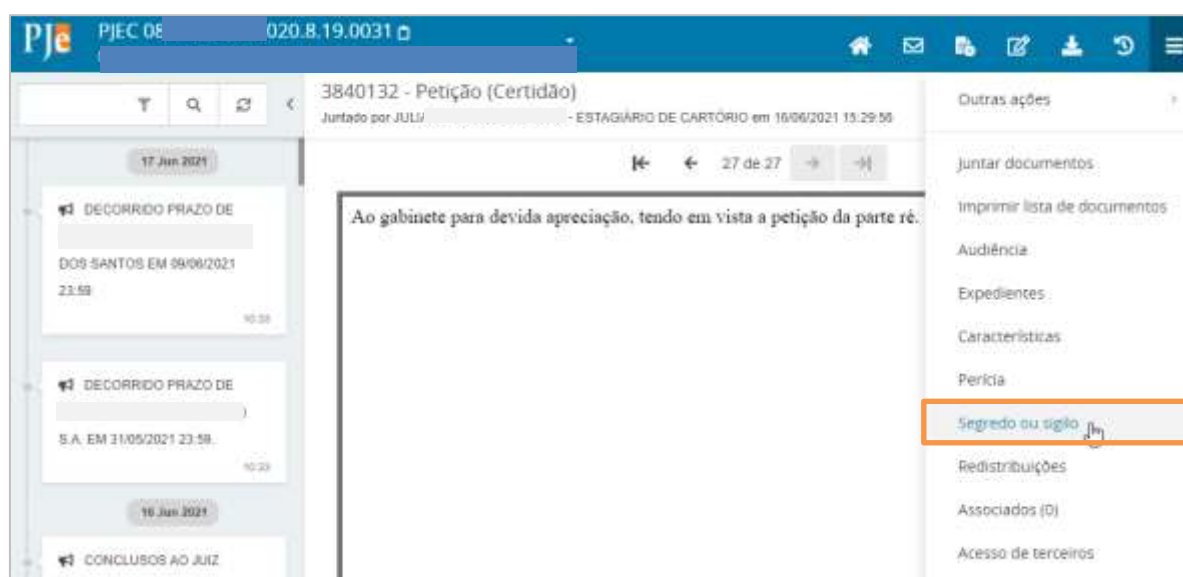 PJe
PJEC 08 020.8.19.0031
3840132 - Petição (Certidão)
Juntado por JULI - ESTAGIÁRIO DE CARTÓRIO em 16/06/2021 15:29:56
27 de 27
17 Jun 2021
DECORRIDO PRAZO DE
DOS SANTOS EM 09/06/2021
23:59
DECORRIDO PRAZO DE
S.A. EM 31/05/2021 23:59.
16 Jun 2021
CONCLUSOS AO JUIZ
Ao gabinete para devida apreciação, tendo em vista a petição da parte ré.
Outras ações
Juntar documentos
Imprimir lista de documentos
Audiência
Expedientes
Características
Perícia
Segredo ou sigilo
Redistribuições
Associados (0)
Acesso de terceiros